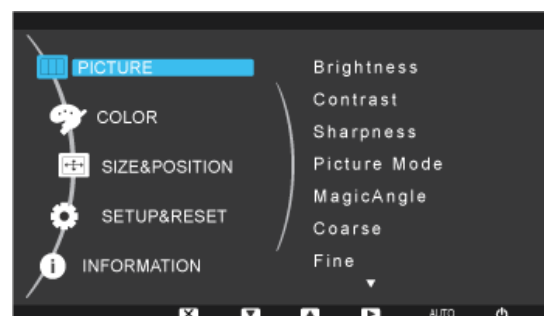 PICTURE
COLOR
SIZE&POSITION
SETUP&RESET
INFORMATION
Brightness
Contrast
Sharpness
Picture Mode
MagicAngle
Coarse
Fine
AUTO